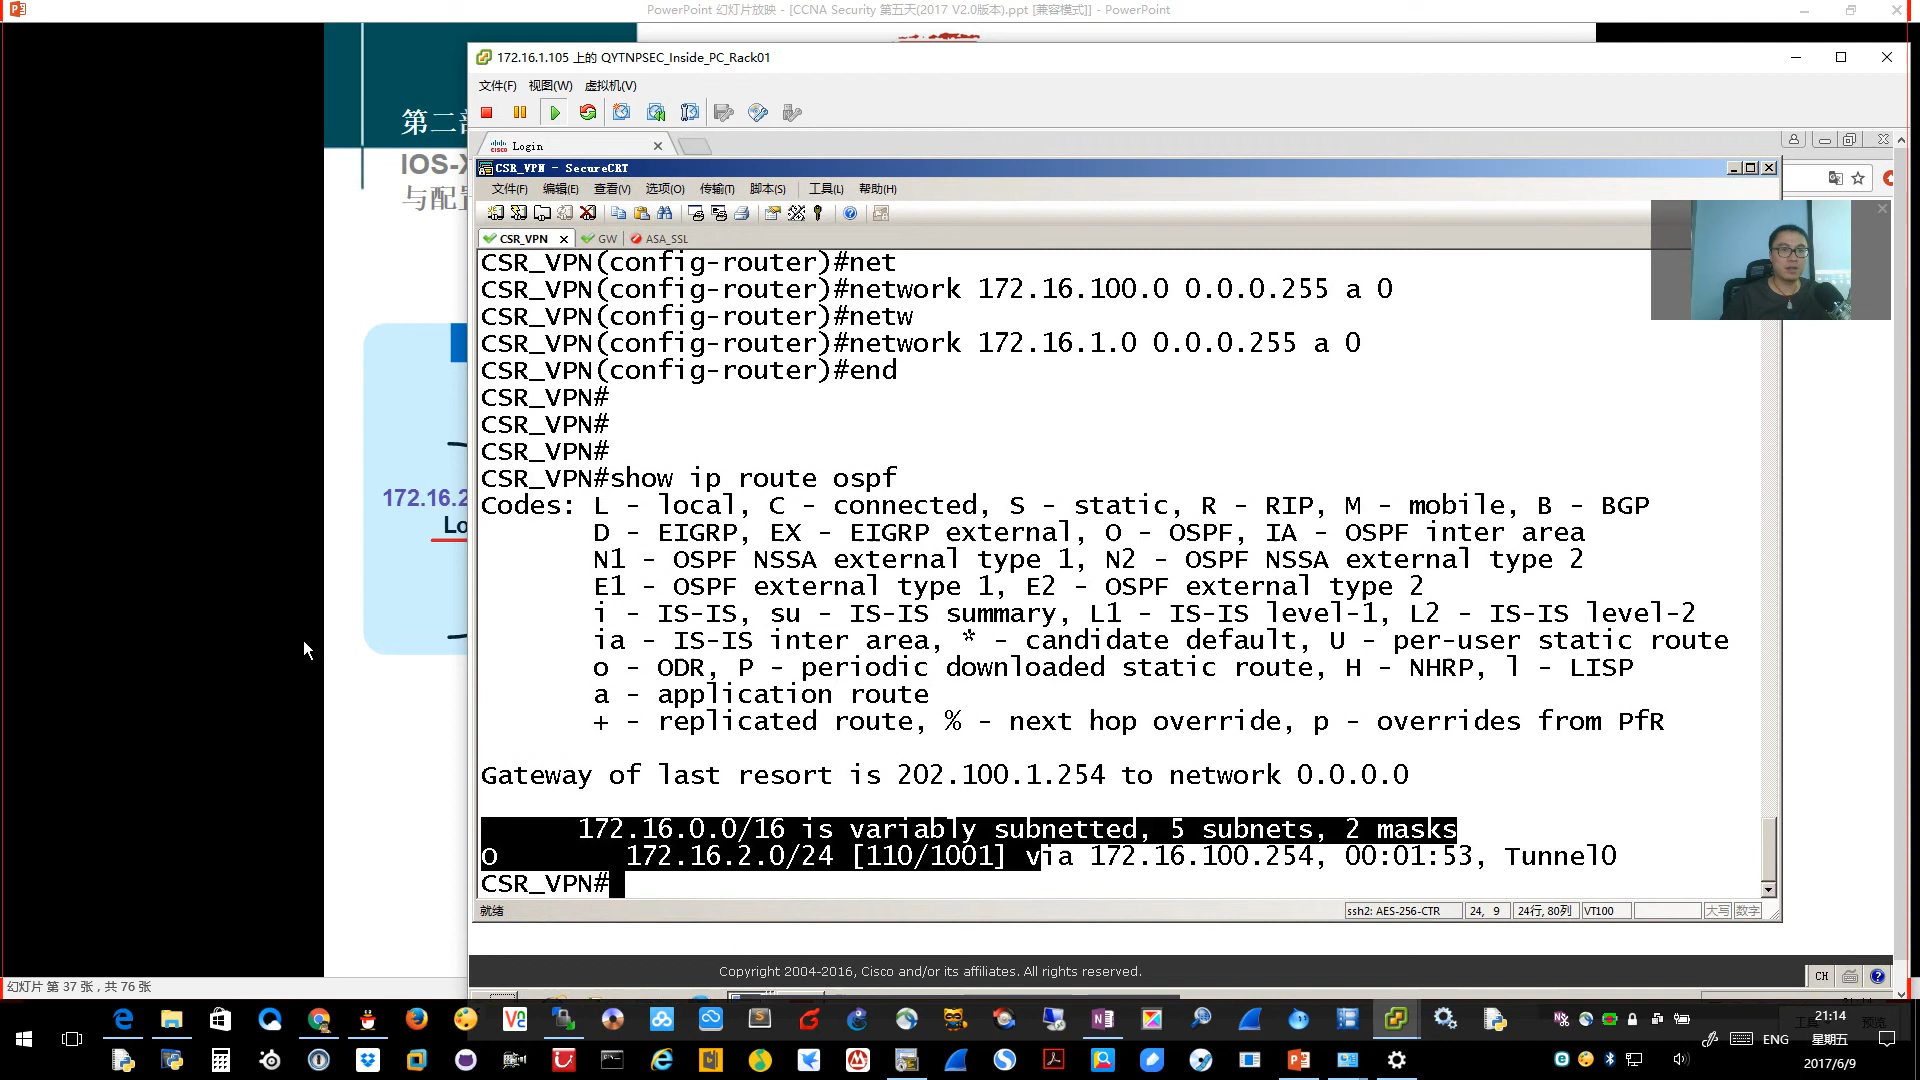 PowerPoint 幻灯片放映 - [CCNA Security 第五天(2017 V2.0版本).ppt [兼容模式]] - PowerPoint
第二部
IOS-X
与配置
172.16.2
Lo
172.16.1.105 上的 QYTNPSEC_Inside_PC_Rack01
文件(F) 视图(W) 虚拟机(V)
Login
CSR_VPN - SecureCRT
文件(F) 编辑(E) 查看(V) 选项(O) 传输(T) 脚本(S) 工具(L) 帮助(H)
CSR_VPN GW ASA_SSL
CSR_VPN(config-router)#net
CSR_VPN(config-router)#network 172.16.100.0 0.0.0.255 a 0
CSR_VPN(config-router)#netw
CSR_VPN(config-router)#network 172.16.1.0 0.0.0.255 a 0
CSR_VPN(config-router)#end
CSR_VPN#
CSR_VPN#
CSR_VPN#
CSR_VPN#show ip route ospf
Codes: L - local, C - connected, S - static, R - RIP, M - mobile, B - BGP
D - EIGRP, EX - EIGRP external, O - OSPF, IA - OSPF inter area
N1 - OSPF NSSA external type 1, N2 - OSPF NSSA external type 2
E1 - OSPF external type 1, E2 - OSPF external type 2
i - IS-IS, su - IS-IS summary, L1 - IS-IS level-1, L2 - IS-IS level-2
ia - IS-IS inter area, * - candidate default, U - per-user static route
o - ODR, P - periodic downloaded static route, H - NHRP, l - LISP
a - application route
+ - replicated route, % - next hop override, p - overrides from PfR
Gateway of last resort is 202.100.1.254 to network 0.0.0.0
172.16.0.0/16 is variably subnetted, 5 subnets, 2 masks
O 172.16.2.0/24 [110/1001] via 172.16.100.254, 00:01:53, Tunnel0
CSR_VPN#
就绪 ssh2: AES-256-CTR 24, 9 24行, 80列 VT100 大写 数字
Copyright 2004-2016, Cisco and/or its affiliates. All rights reserved.
CH
幻灯片 第 37 张，共 76 张
21:14
ENG 星期五
2017/6/9